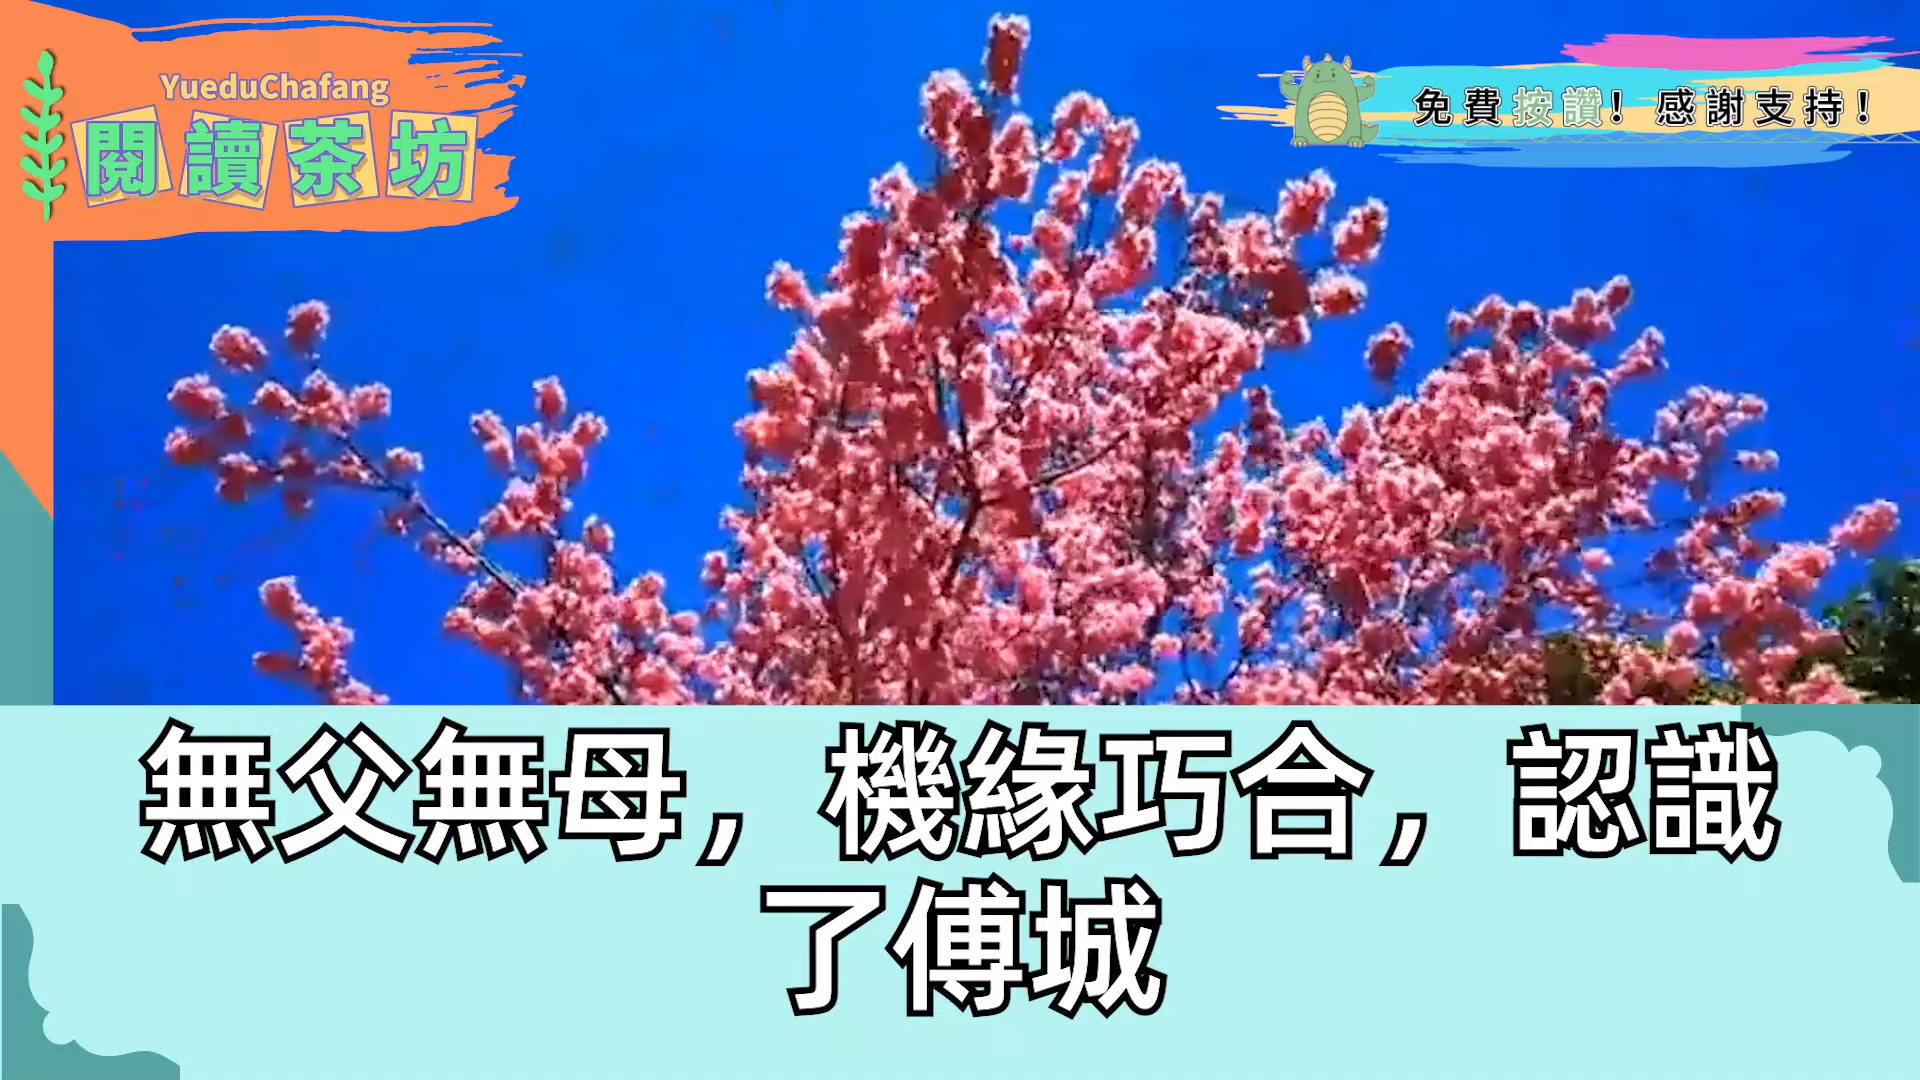 YueduChafang
閱讀茶坊
免費按讚！感謝支持！
無父無母，機緣巧合，認識
了傅城